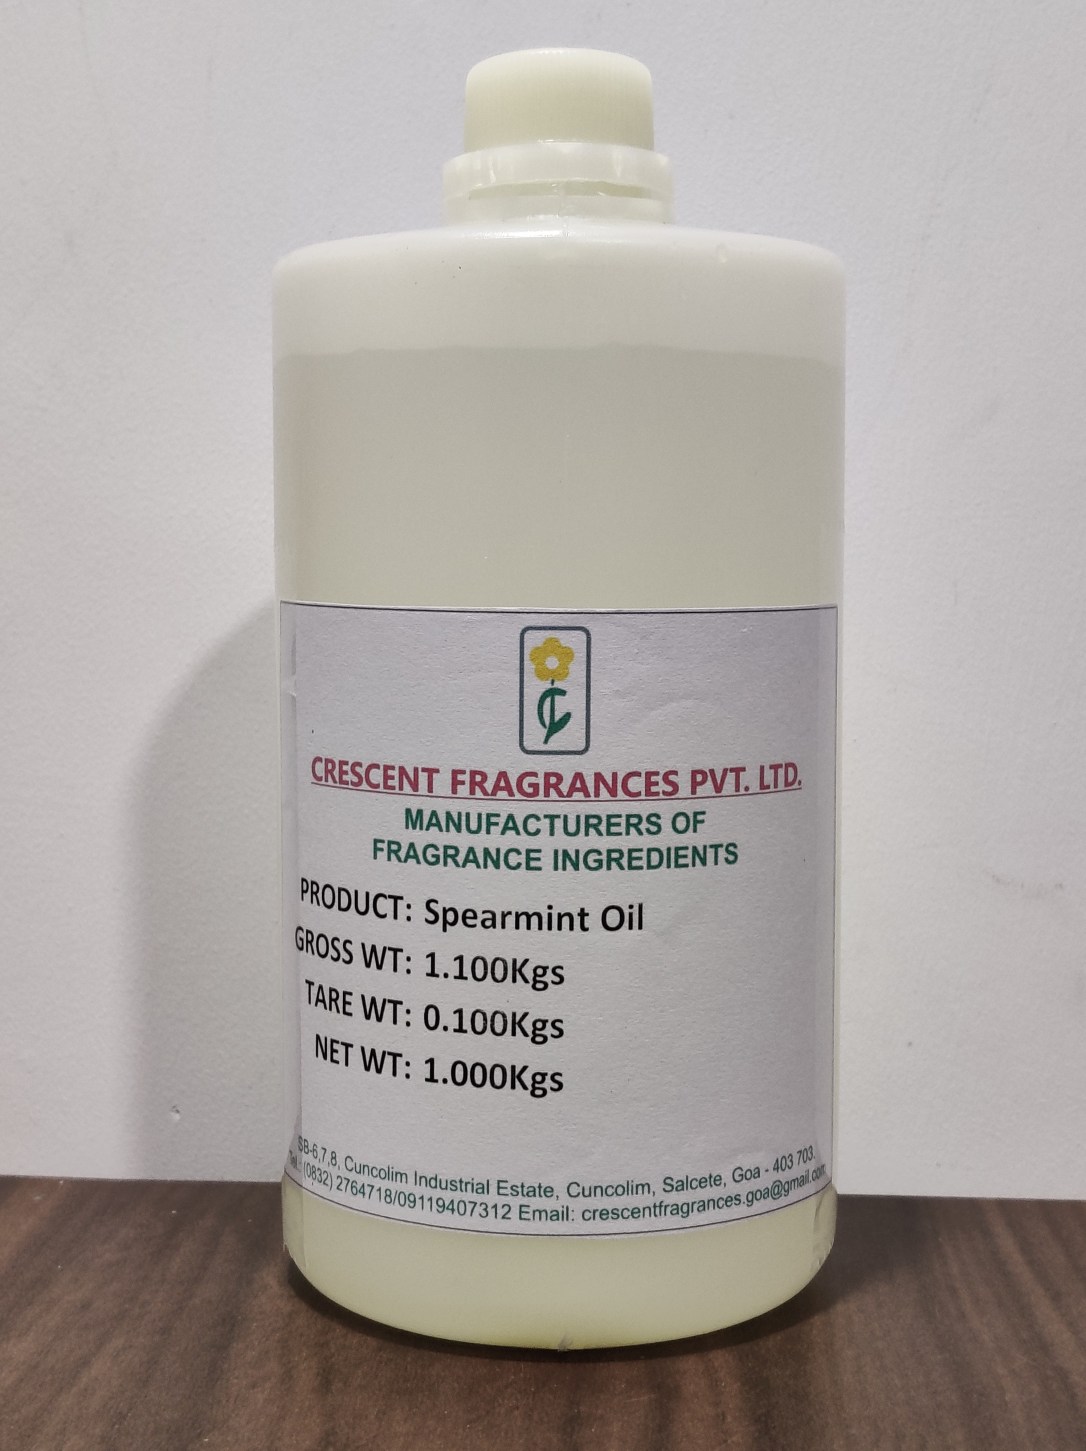 CRESCENT FRAGRANCES PVT. LTD.
MANUFACTURERS OF
FRAGRANCE INGREDIENTS
PRODUCT: Spearmint Oil
GROSS WT: 1.100Kgs
TARE WT: 0.100Kgs
NET WT: 1.000Kgs
SB-6,7,8, Cuncolim Industrial Estate, Cuncolim, Salcete, Goa - 403 703.
(0832) 2764718/09119407312 Email: crescentfragrances.goa@gmail.com